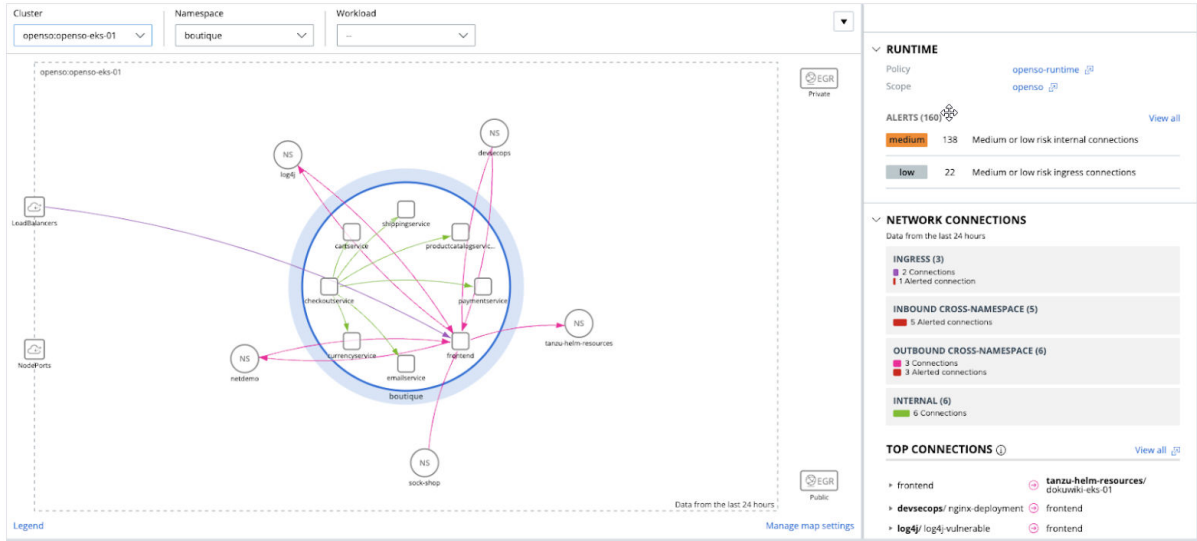 Cluster
Namespace
Workload
openso:openso-eks-01
boutique
--
openso:openso-eks-01
EGR
Private
NS
devsecops
NS
log4j
LeadBalancers
shippingservice
cartservice
productcatalogservic...
checkoutservice
paymentservice
NS
tanzu-helm-resources
currencyservice
frontend
NodePorts
NS
netdemo
emailservice
boutique
NS
sock-shop
EGR
Public
Data from the last 24 hours
Legend
Manage map settings
RUNTIME
Policy openso-runtime
Scope openso
ALERTS (160) View all
medium 138 Medium or low risk internal connections
low 22 Medium or low risk ingress connections
NETWORK CONNECTIONS
Data from the last 24 hours
INGRESS (3)
2 Connections
1 Alerted connection
INBOUND CROSS-NAMESPACE (5)
5 Alerted connections
OUTBOUND CROSS-NAMESPACE (6)
3 Connections
3 Alerted connections
INTERNAL (6)
6 Connections
TOP CONNECTIONS View all
frontend tanzu-helm-resources/
dokuwiki-eks-01
devsecops/ nginx-deployment frontend
log4j/ log4j-vulnerable frontend